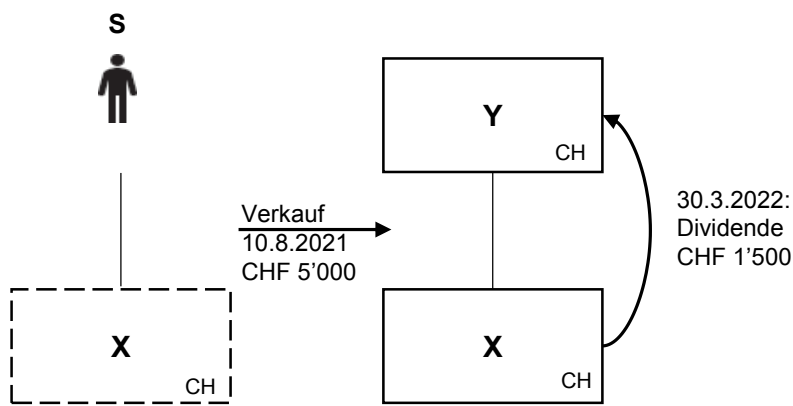 S
X
CH
Verkauf
10.8.2021
CHF 5'000
Y
CH
X
CH
30.3.2022:
Dividende
CHF 1'500